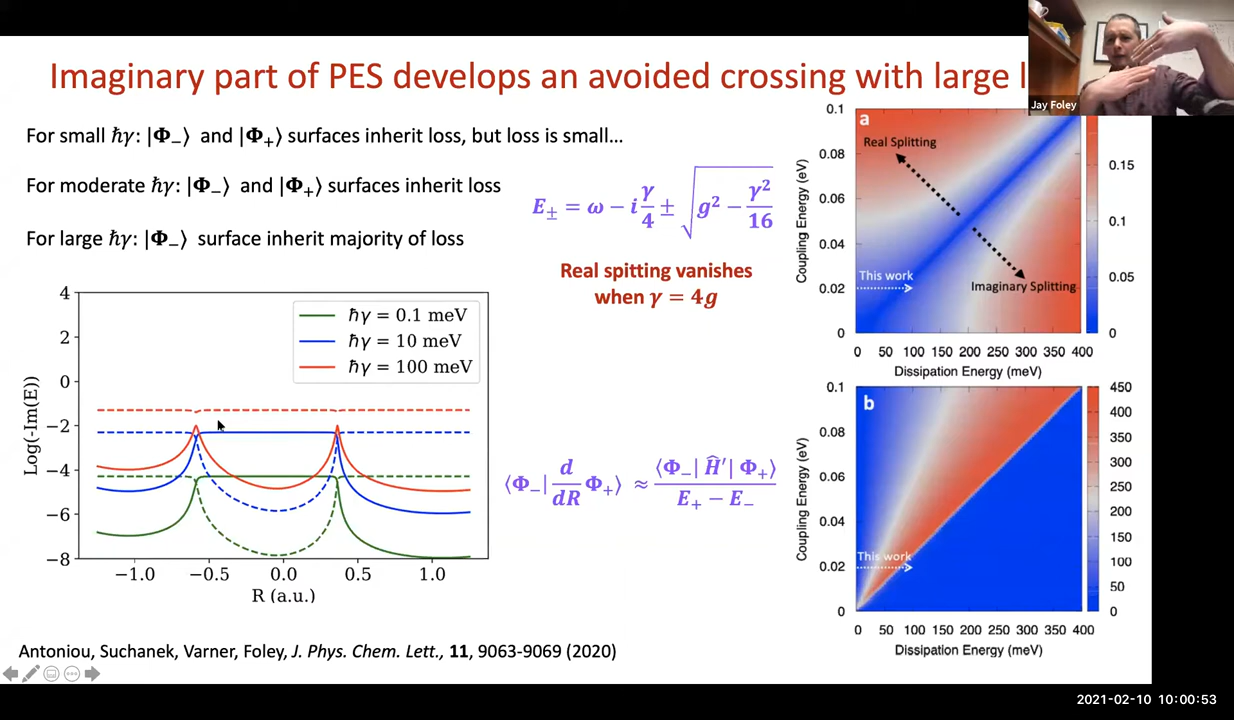 Imaginary part of PES develops an avoided crossing with large l
Jay Foley
For small ℏγ: |Φ₋⟩ and |Φ₊⟩ surfaces inherit loss, but loss is small...
For moderate ℏγ: |Φ₋⟩ and |Φ₊⟩ surfaces inherit loss
For large ℏγ: |Φ₋⟩ surface inherit majority of loss
E± = ω − i γ/4 ± √(g² − γ²/16)
Real spitting vanishes
when γ = 4g
4
2
0
−2
−4
−6
−8
Log(-Im(E))
ℏγ = 0.1 meV
ℏγ = 10 meV
ℏγ = 100 meV
−1.0 −0.5 0.0 0.5 1.0
R (a.u.)
⟨Φ₋| d/dR Φ₊⟩ ≈ ⟨Φ₋| Ĥ′| Φ₊⟩ / E₊ − E₋
a
Real Splitting
This work
Imaginary Splitting
0.1
0.08
0.06
0.04
0.02
0
Coupling Energy (eV)
0 50 100 150 200 250 300 350 400
Dissipation Energy (meV)
0.15
0.1
0.05
0
b
This work
0.1
0.08
0.06
0.04
0.02
0
Coupling Energy (eV)
0 50 100 150 200 250 300 350 400
Dissipation Energy (meV)
450
400
350
300
250
200
150
100
50
0
Antoniou, Suchanek, Varner, Foley, J. Phys. Chem. Lett., 11, 9063-9069 (2020)
2021-02-10 10:00:53